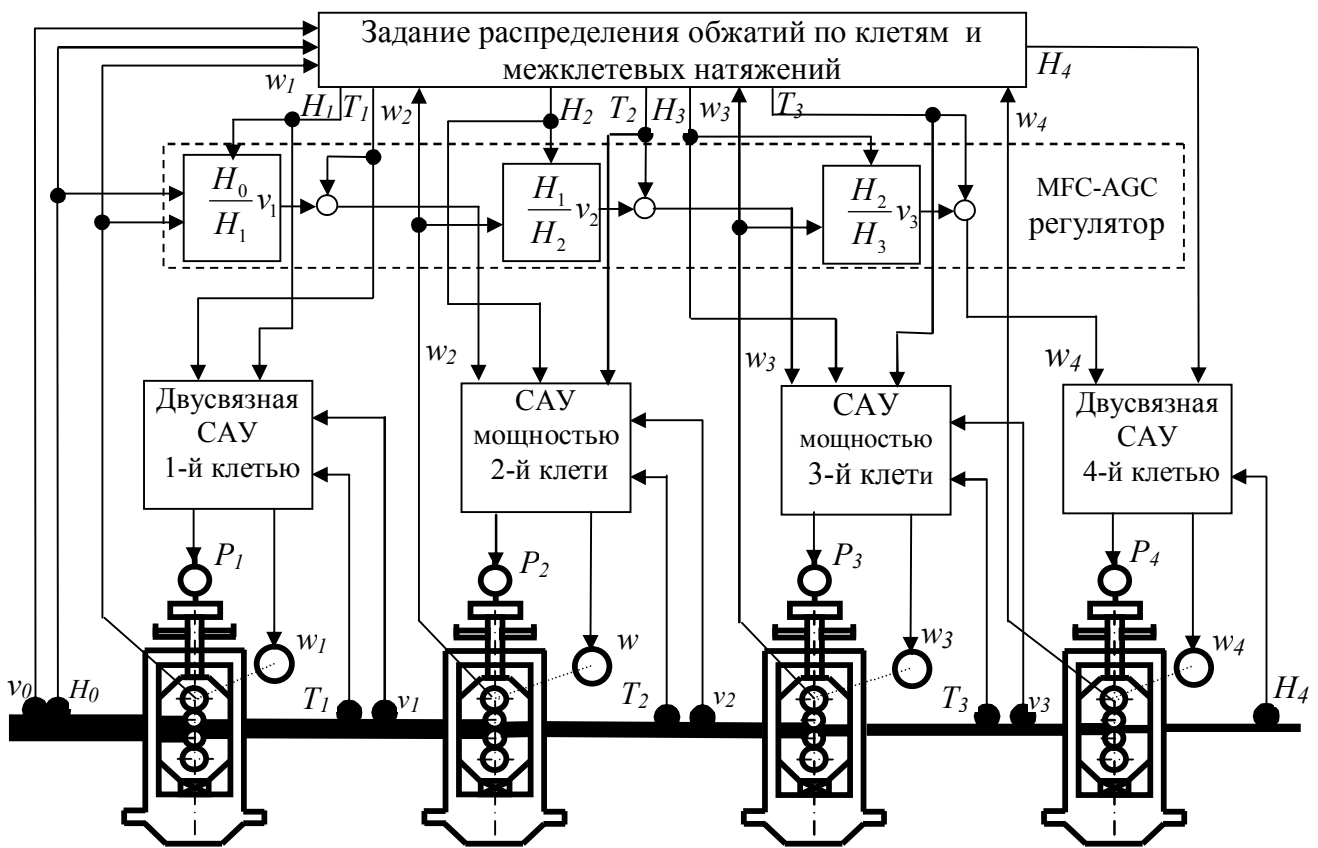 Задание распределения обжатий по клетям и
межклетевых натяжений
w1
H1
T1
w2
H2
T2
H3
w3
T3
H4
w4
H0
H1
v1
H1
H2
v2
H2
H3
v3
MFC-AGC
регулятор
w2
w3
w4
Двусвязная
САУ
1-й клетью
САУ
мощностью
2-й клети
САУ
мощностью
3-й клети
Двусвязная
САУ
4-й клетью
P1
P2
P3
P4
w1
w
w3
w4
v0
H0
T1
v1
T2
v2
T3
v3
H4